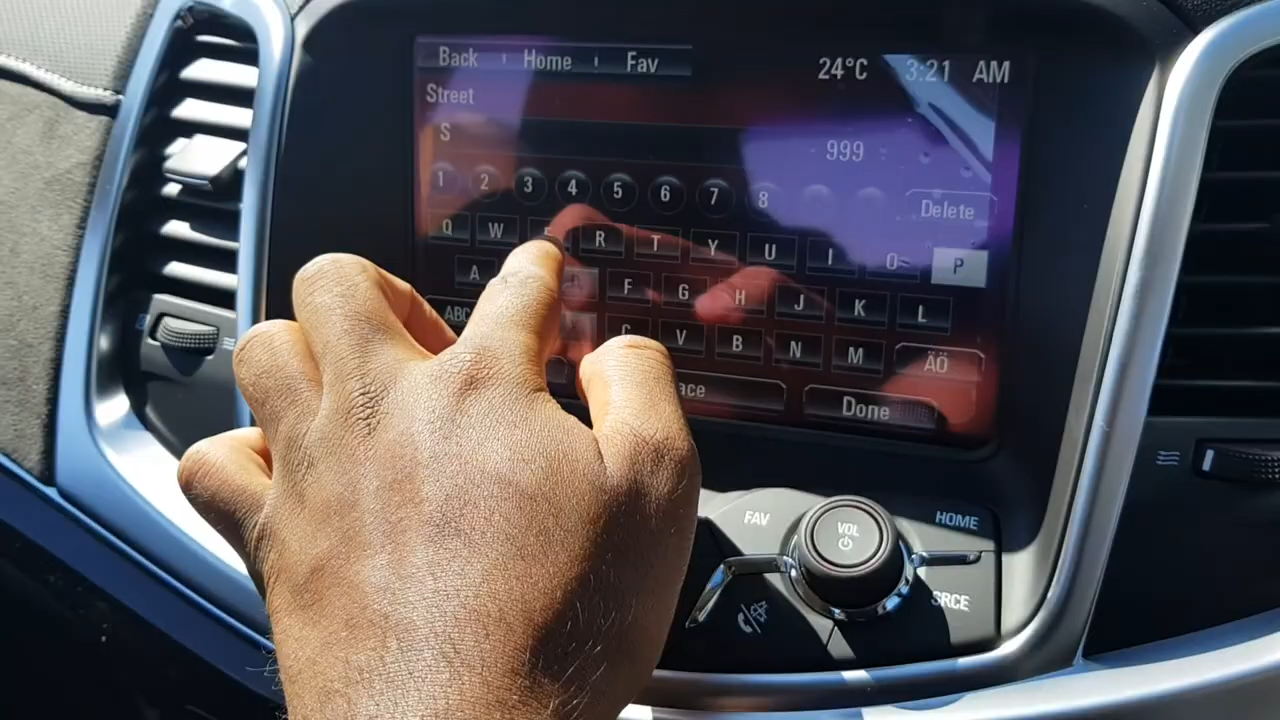 Back Home Fav 24°C 3:21 AM
Street
S
999
1 2 3 4 5 6 7 8
Delete
Q W R T Y U I O P
A F G H J K L
ABC C V B N M ÄÖ
ace Done
FAV VOL HOME
SRCE